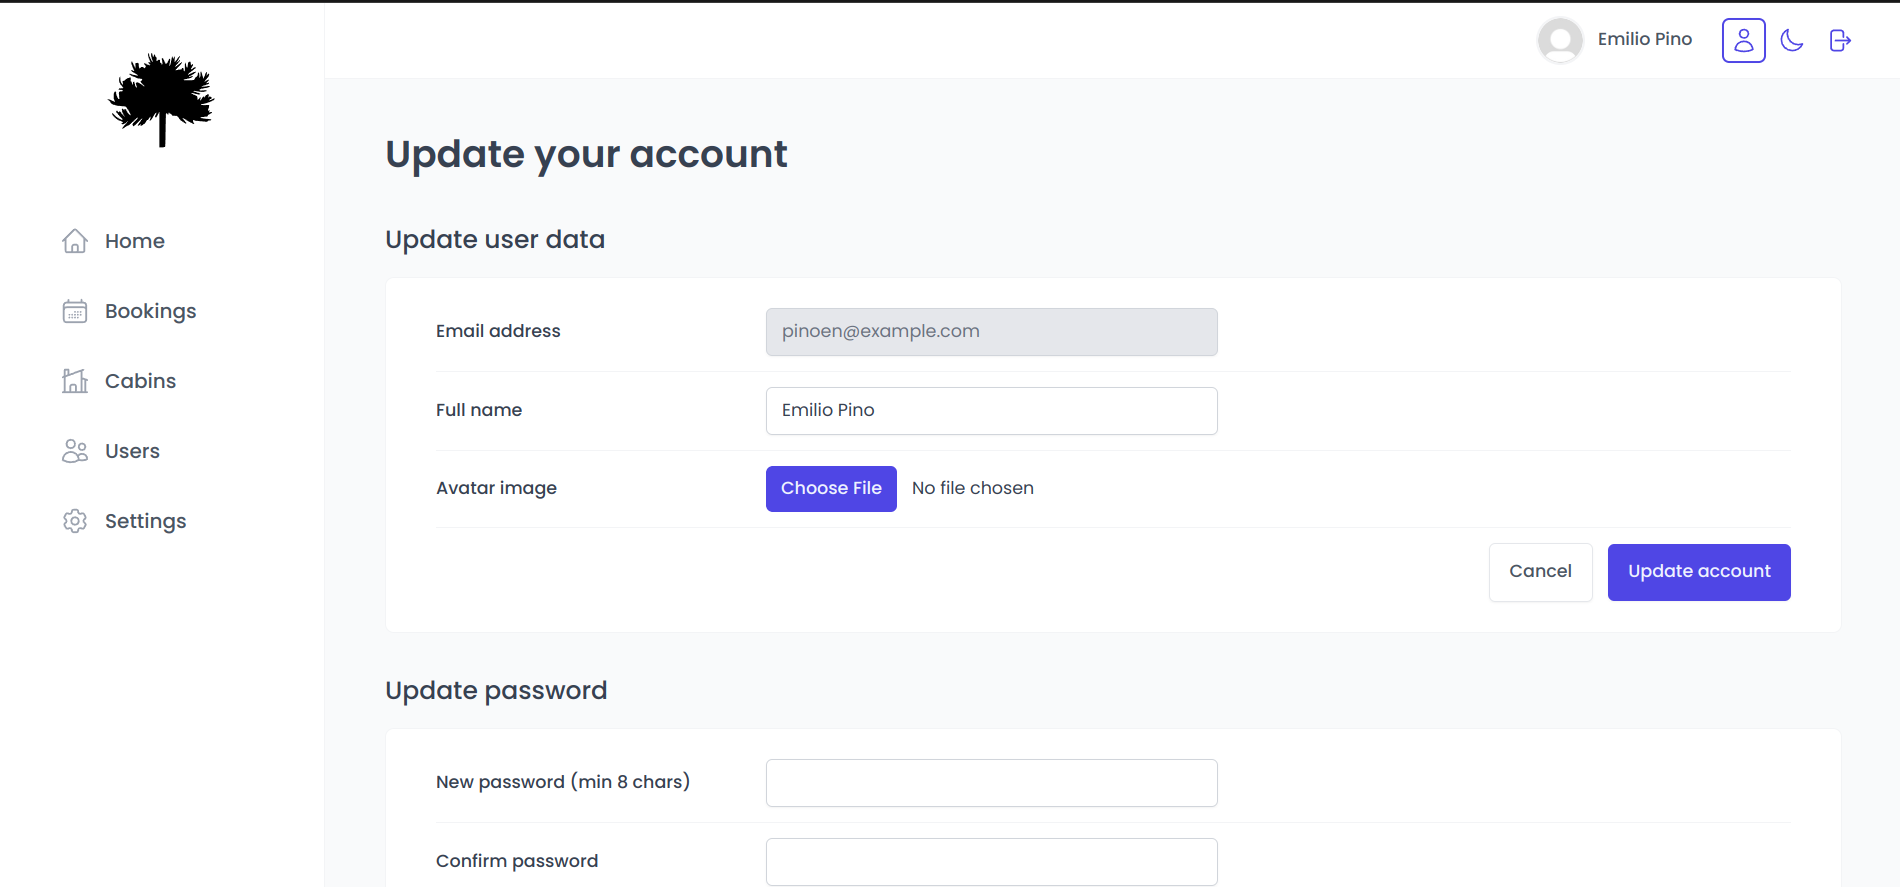 Emilio Pino
Home
Bookings
Cabins
Users
Settings
Update your account
Update user data
Email address
pinoen@example.com
Full name
Emilio Pino
Avatar image
Choose File No file chosen
Cancel
Update account
Update password
New password (min 8 chars)
Confirm password